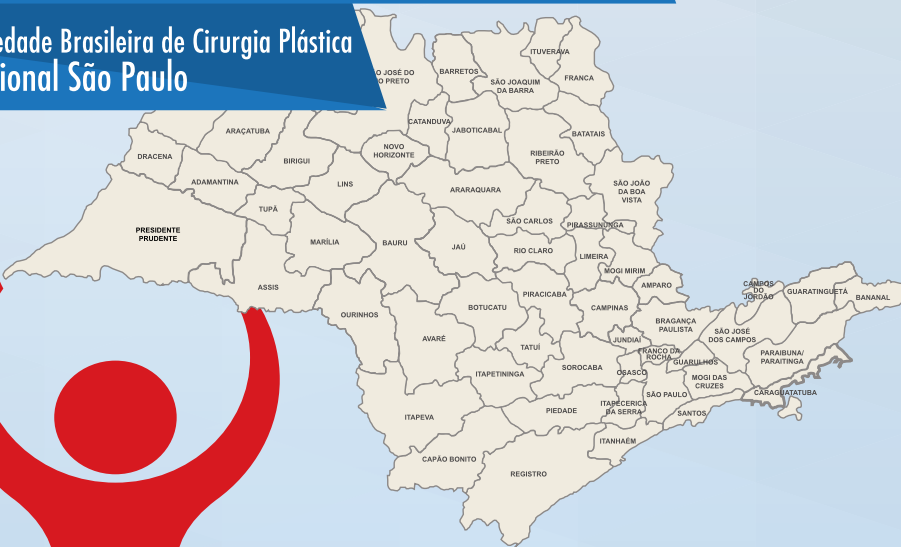 edade Brasileira de Cirurgia Plástica
ional São Paulo
ITUVERAVA
O JOSÉ DO
O PRETO
BARRETOS
SÃO JOAQUIM
DA BARRA
FRANCA
CATANDUVA
JABOTICABAL
BATATAIS
ARAÇATUBA
NOVO
HORIZONTE
RIBEIRÃO
PRETO
DRACENA
BIRIGUI
ADAMANTINA
LINS
ARARAQUARA
SÃO JOÃO
DA BOA
VISTA
TUPÃ
SÃO CARLOS
PIRASSUNUNGA
PRESIDENTE
PRUDENTE
MARÍLIA
BAURU
JAÚ
RIO CLARO
LIMEIRA
MOGI MIRIM
ASSIS
AMPARO
CAMPOS
DO
JORDÃO
GUARATINGUETÁ
BANANAL
OURINHOS
BOTUCATU
PIRACICABA
CAMPINAS
BRAGANÇA
PAULISTA
SÃO JOSÉ
DOS CAMPOS
AVARÉ
TATUÍ
JUNDIAÍ
FRANCO DA
ROCHA
GUARULHOS
PARAIBUNA/
PARAITINGA
ITAPETININGA
SOROCABA
OSASCO
MOGI DAS
CRUZES
SÃO PAULO
CARAGUATATUBA
ITAPEVA
PIEDADE
ITAPECERICA
DA SERRA
SANTOS
ITANHAÉM
CAPÃO BONITO
REGISTRO